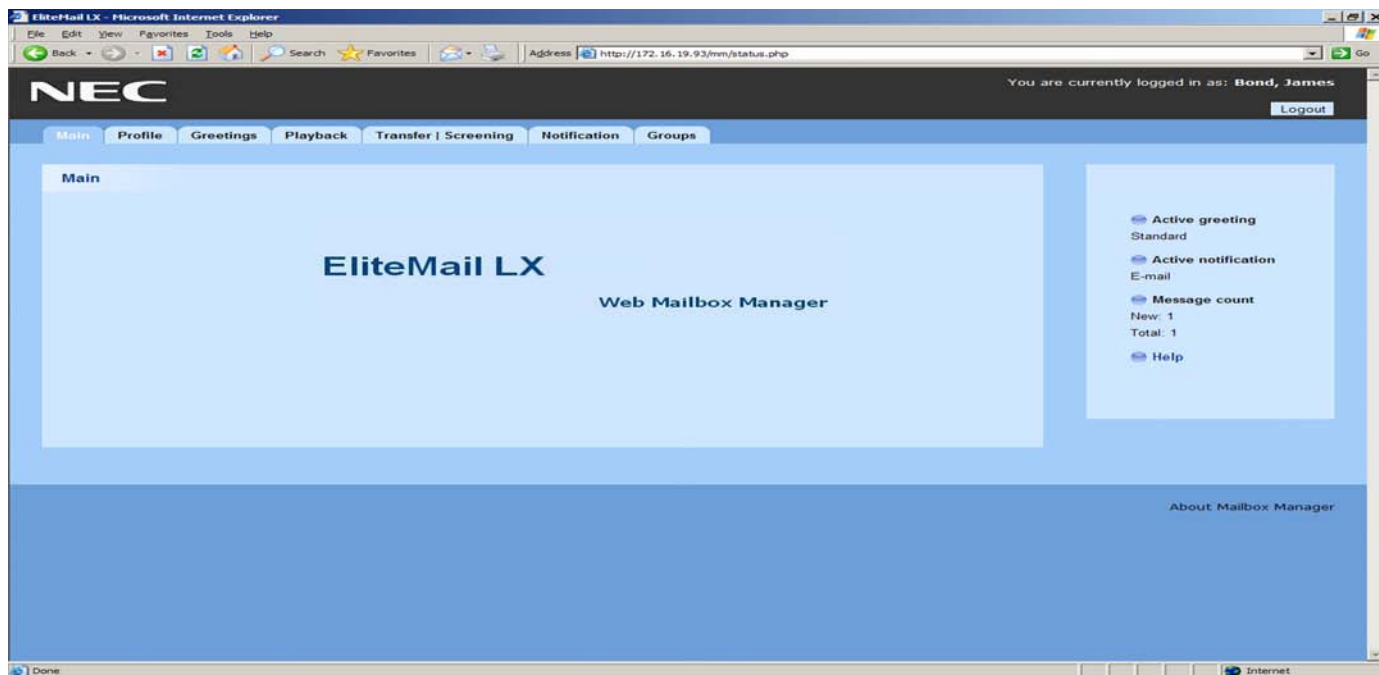 EliteMail LX - Microsoft Internet Explorer
File Edit View Favorites Tools Help
Back Search Favorites Address http://172.16.19.93/mm/status.php Go
NEC
You are currently logged in as: Bond, James
Logout
Main Profile Greetings Playback Transfer | Screening Notification Groups
Main
EliteMail LX
Web Mailbox Manager
Active greeting
Standard
Active notification
E-mail
Message count
New: 1
Total: 1
Help
About Mailbox Manager
Done Internet